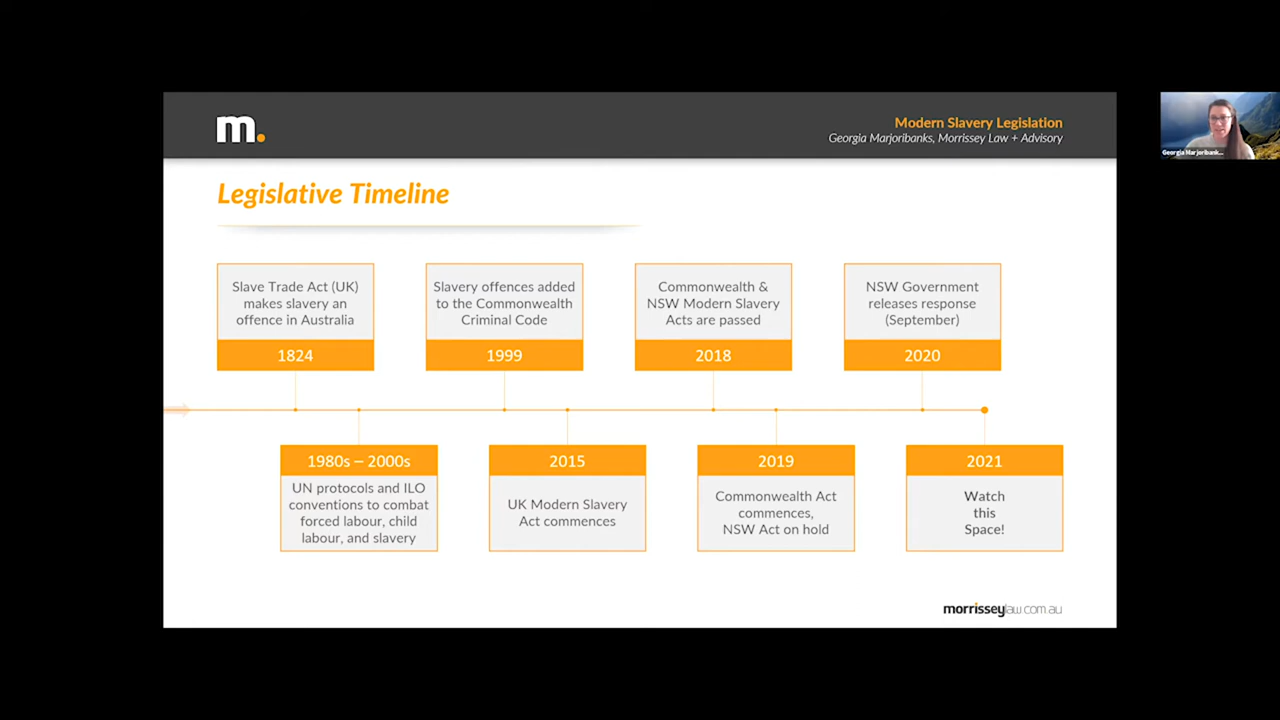 m.
Modern Slavery Legislation
Georgia Marjoribanks, Morrissey Law + Advisory
Georgia Marjoribank...
Legislative Timeline
Slave Trade Act (UK)
makes slavery an
offence in Australia
1824
Slavery offences added
to the Commonwealth
Criminal Code
1999
Commonwealth &
NSW Modern Slavery
Acts are passed
2018
NSW Government
releases response
(September)
2020
1980s – 2000s
UN protocols and ILO
conventions to combat
forced labour, child
labour, and slavery
2015
UK Modern Slavery
Act commences
2019
Commonwealth Act
commences,
NSW Act on hold
2021
Watch
this
Space!
morrisseylaw.com.au